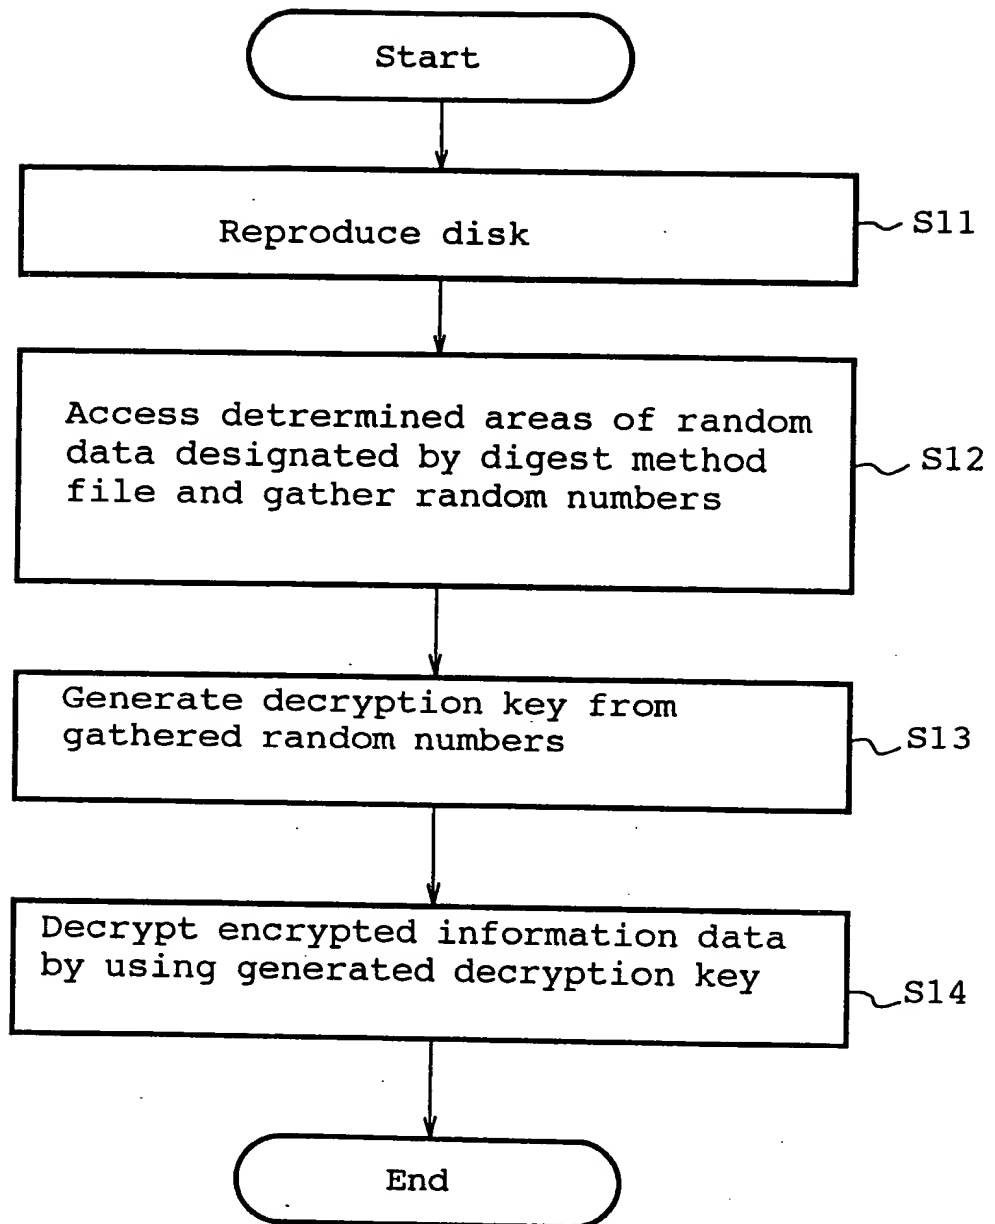 Start
Reproduce disk
S11
Access detrermined areas of random
data designated by digest method
file and gather random numbers
S12
Generate decryption key from
gathered random numbers
S13
Decrypt encrypted information data
by using generated decryption key
S14
End